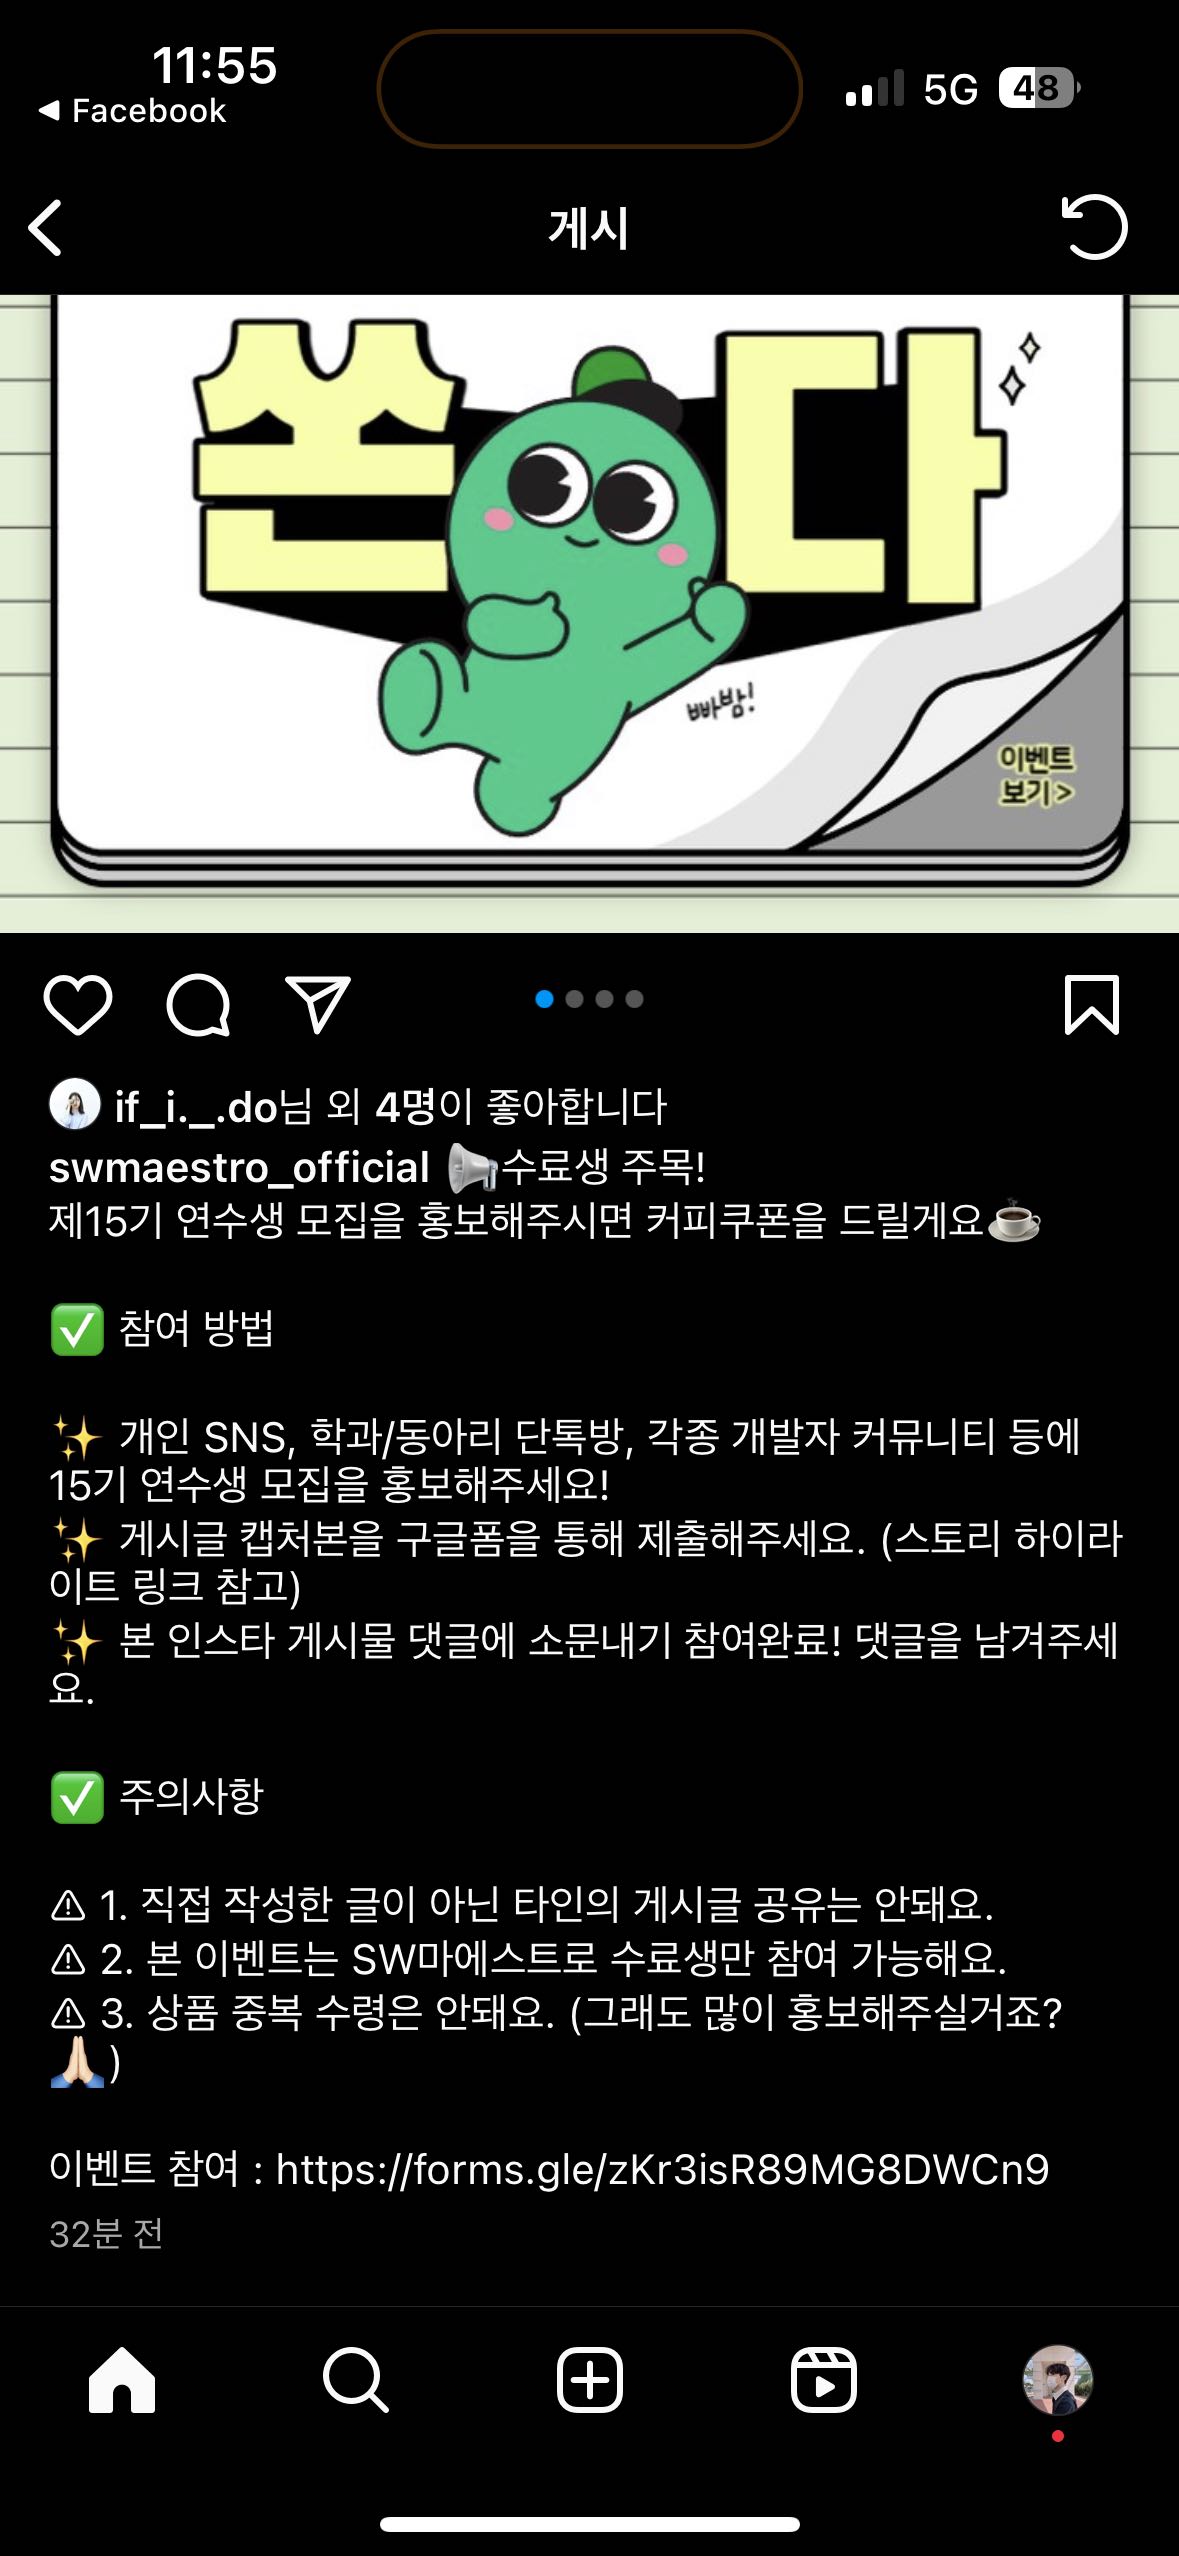 11:55
Facebook
5G
48
게시
쏜다
빠밤!
이벤트
보기>
if_i._.do님 외 4명이 좋아합니다
swmaestro_official 📢수료생 주목!
제15기 연수생 모집을 홍보해주시면 커피쿠폰을 드릴게요☕
✅ 참여 방법
✨ 개인 SNS, 학과/동아리 단톡방, 각종 개발자 커뮤니티 등에
15기 연수생 모집을 홍보해주세요!
✨ 게시글 캡처본을 구글폼을 통해 제출해주세요. (스토리 하이라
이트 링크 참고)
✨ 본 인스타 게시물 댓글에 소문내기 참여완료! 댓글을 남겨주세
요.
✅ 주의사항
⚠ 1. 직접 작성한 글이 아닌 타인의 게시글 공유는 안돼요.
⚠ 2. 본 이벤트는 SW마에스트로 수료생만 참여 가능해요.
⚠ 3. 상품 중복 수령은 안돼요. (그래도 많이 홍보해주실거죠?
🙏🏻)
이벤트 참여 : https://forms.gle/zKr3isR89MG8DWCn9
32분 전